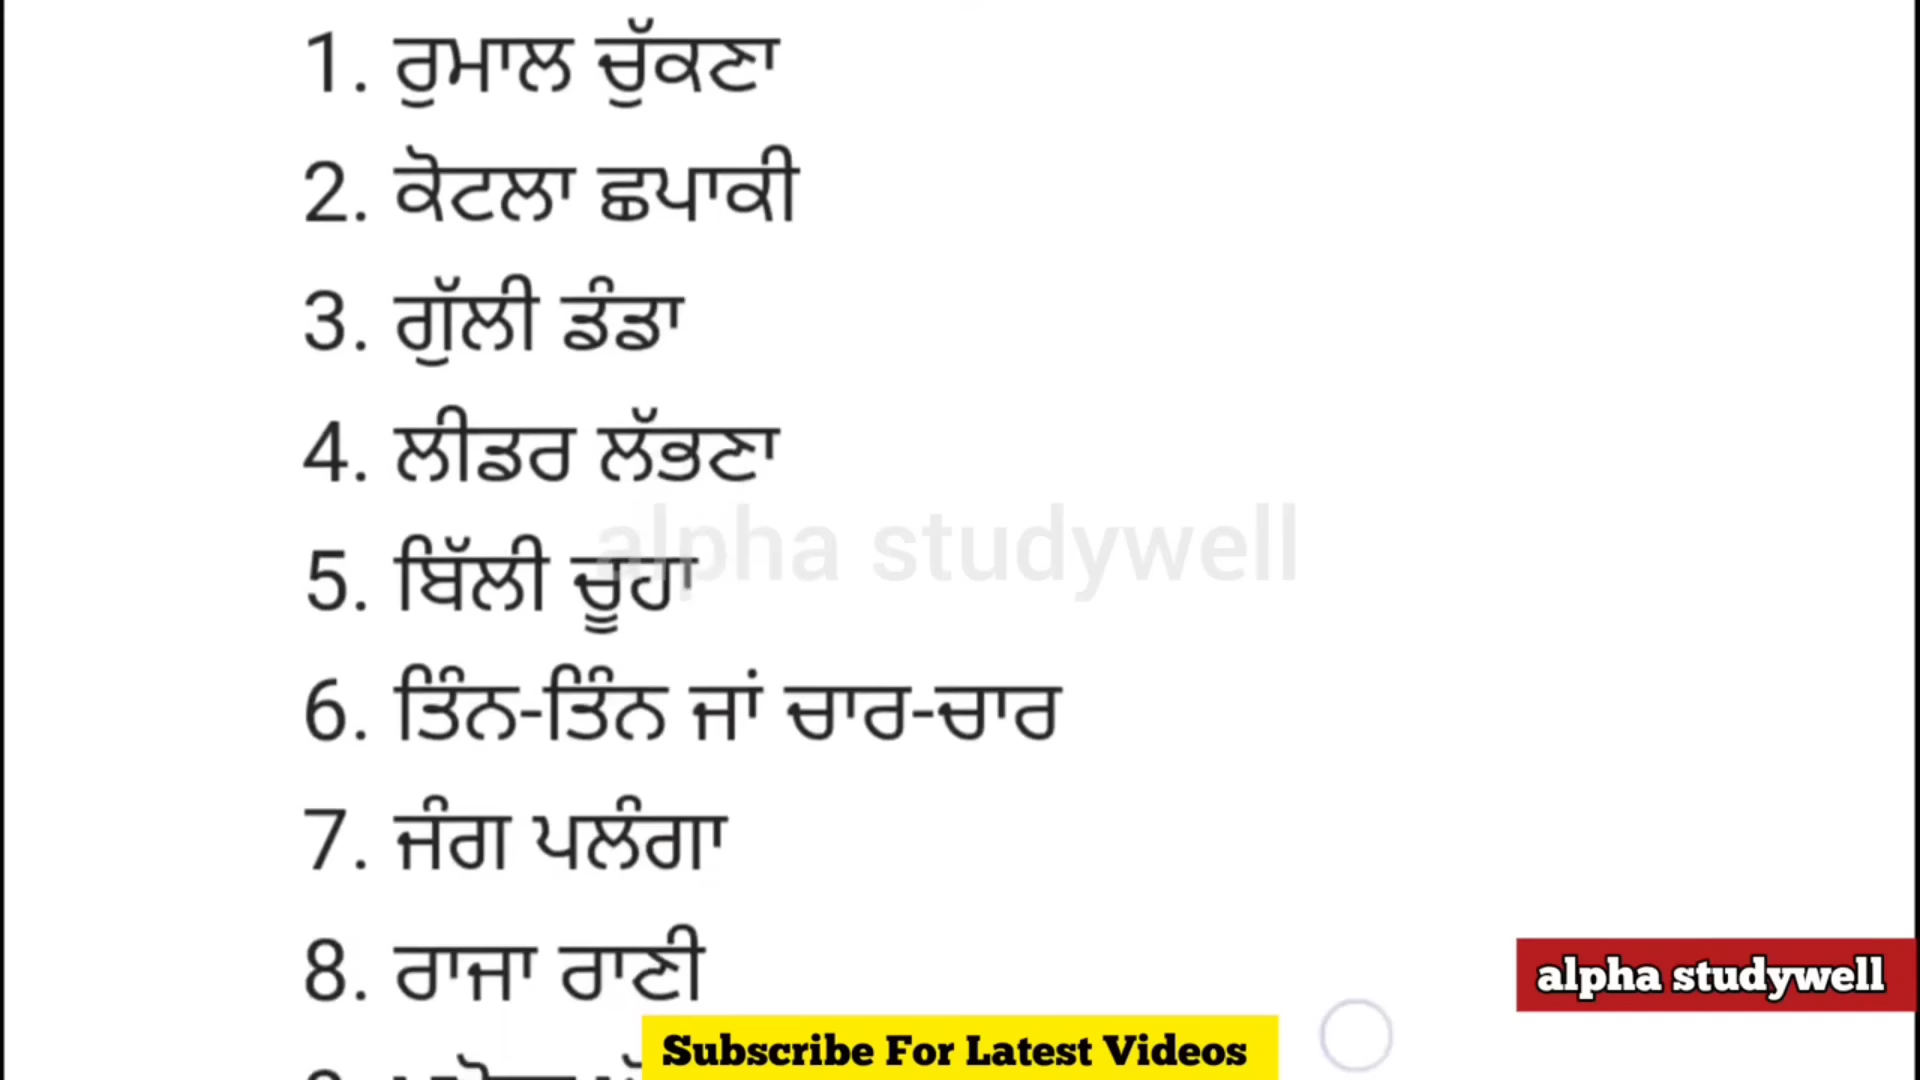 1. ਰੁਮਾਲ ਚੁੱਕਣਾ
2. ਕੋਟਲਾ ਛਪਾਕੀ
3. ਗੁੱਲੀ ਡੰਡਾ
4. ਲੀਡਰ ਲੱਭਣਾ
alpha studywell
5. ਬਿੱਲੀ ਚੂਹਾ
6. ਤਿੰਨ-ਤਿੰਨ ਜਾਂ ਚਾਰ-ਚਾਰ
7. ਜੰਗ ਪਲੰਗਾ
8. ਰਾਜਾ ਰਾਣੀ
alpha studywell
Subscribe For Latest Videos